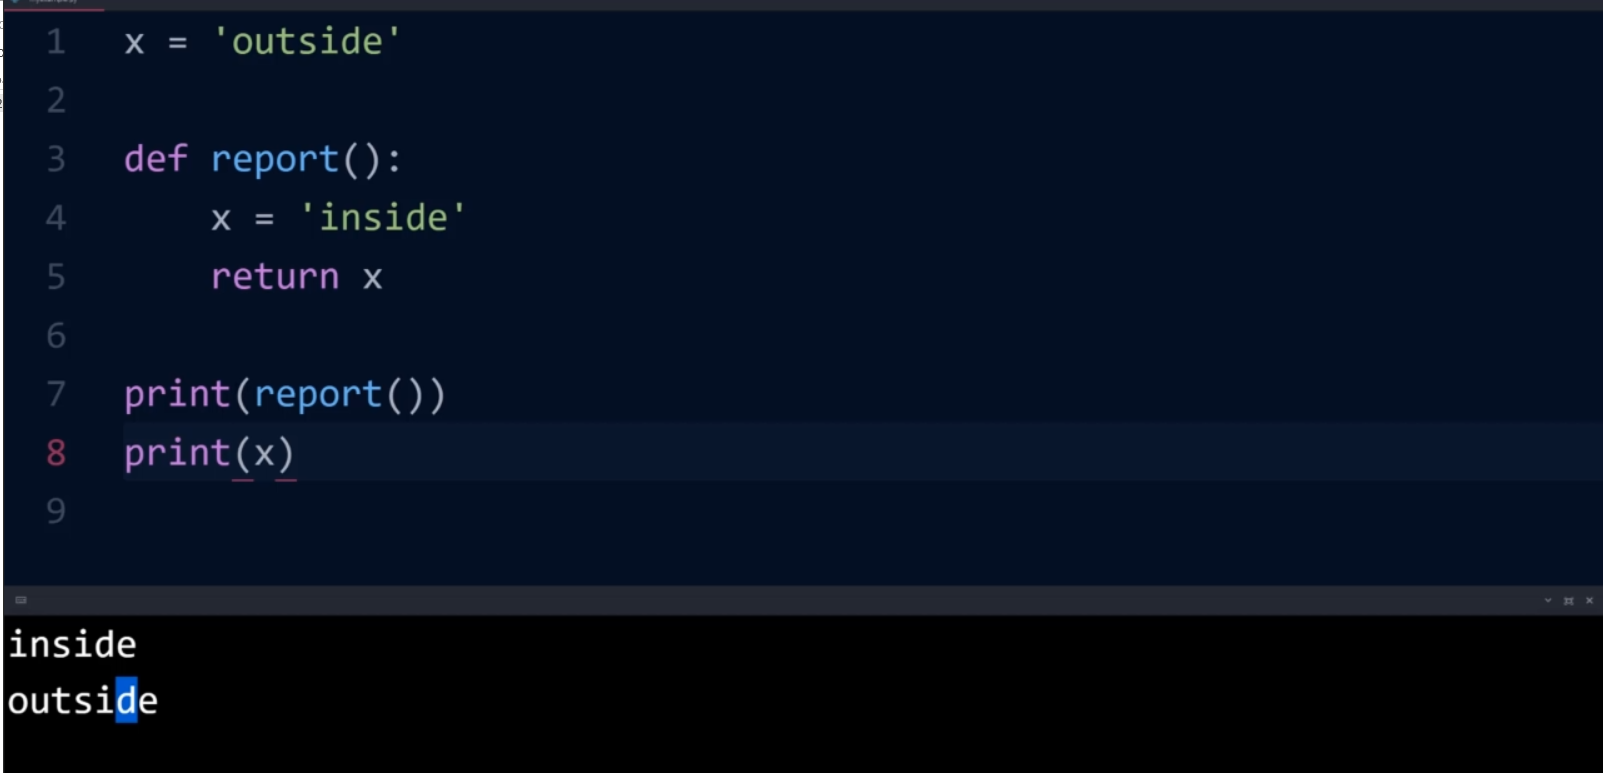 1 x = 'outside'
2
3 def report():
4     x = 'inside'
5     return x
6
7 print(report())
8 print(x)
9
inside
outside